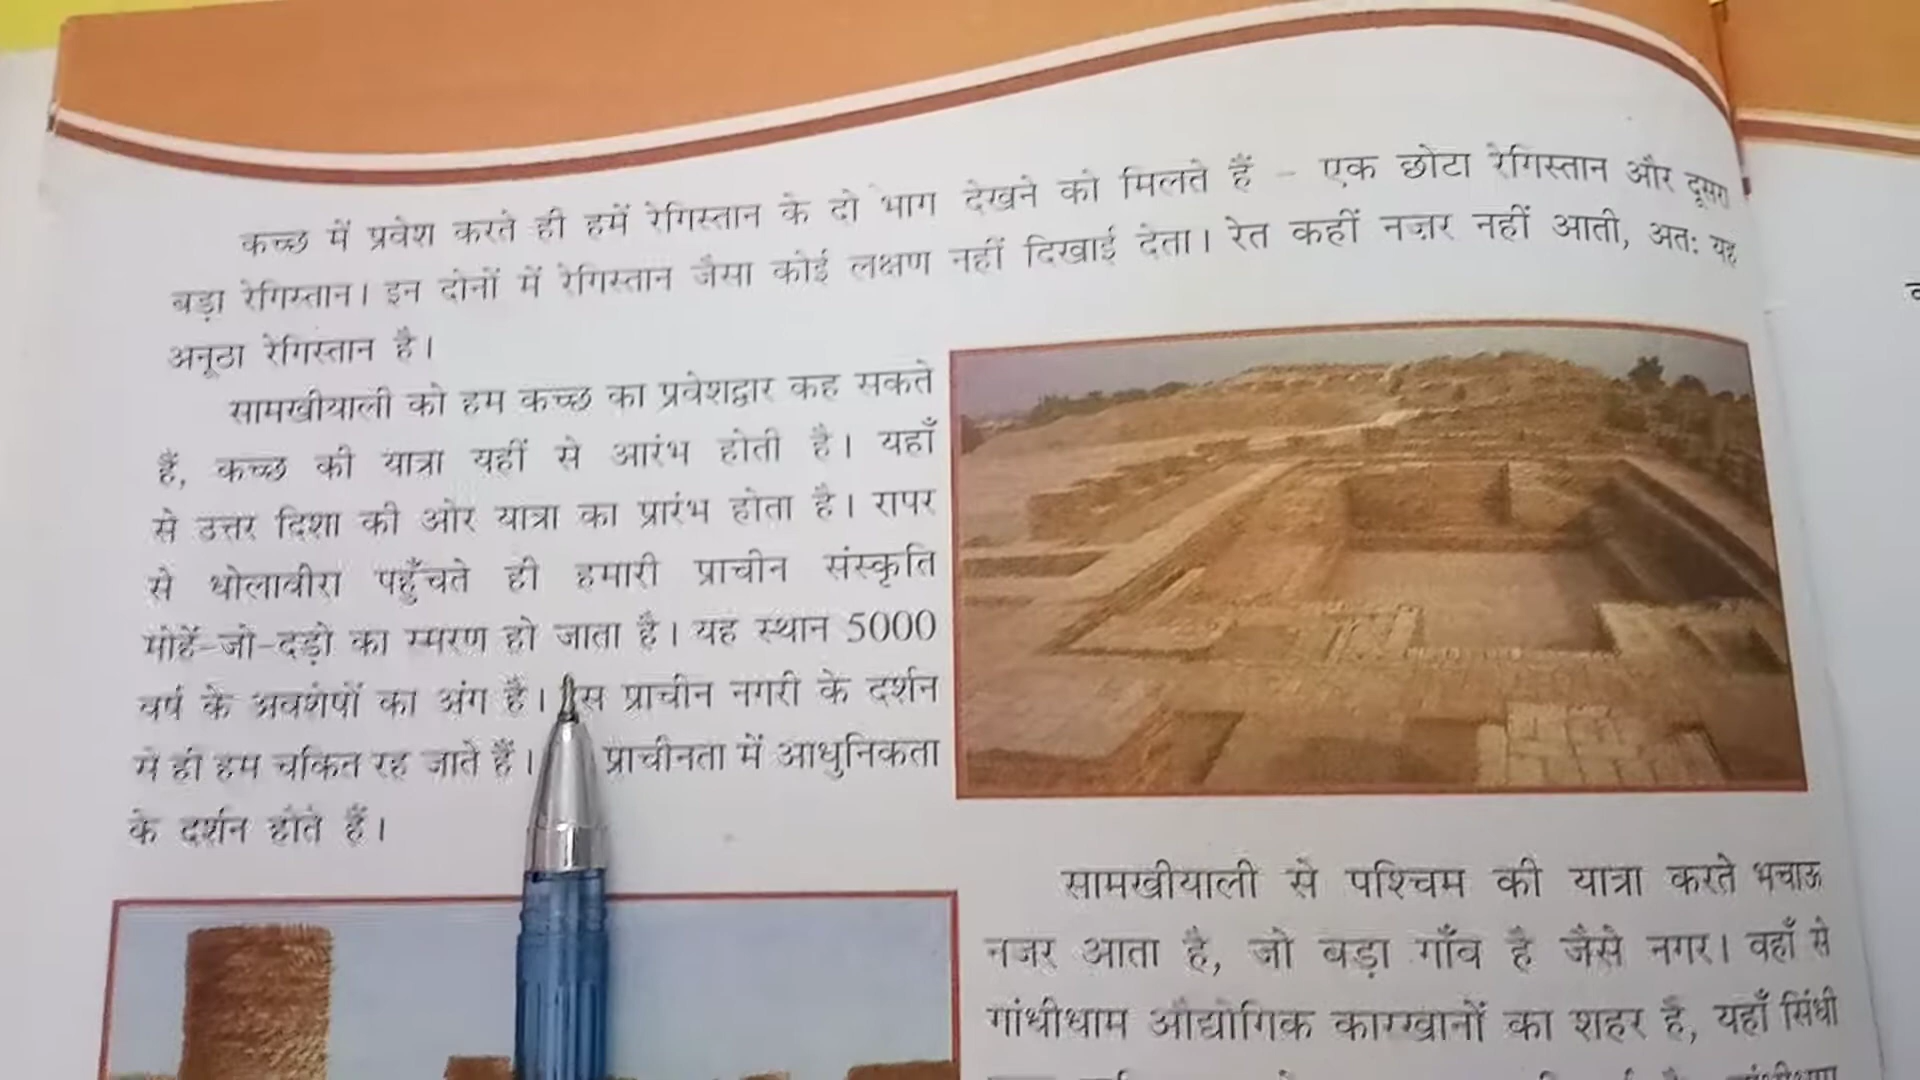 कच्छ में प्रवेश करते ही हमें रेगिस्तान के दो भाग देखने को मिलते हैं - एक छोटा रेगिस्तान और दूसरा
बड़ा रेगिस्तान। इन दोनों में रेगिस्तान जैसा कोई लक्षण नहीं दिखाई देता। रेत कहीं नज़र नहीं आती, अतः यह
अनूठा रेगिस्तान है।
सामखीयाली को हम कच्छ का प्रवेशद्वार कह सकते
हैं, कच्छ की यात्रा यहीं से आरंभ होती है। यहाँ
से उत्तर दिशा की ओर यात्रा का प्रारंभ होता है। रापर
से धोलावीरा पहुँचते ही हमारी प्राचीन संस्कृति
मोहें-जो-दड़ो का स्मरण हो जाता है। यह स्थान 5000
वर्ष के अवशेषों का अंग है। प्राचीन नगरी के दर्शन
से ही हम चकित रह जाते हैं। प्राचीनता में आधुनिकता
के दर्शन होते हैं।
सामखीयाली से पश्चिम की यात्रा करते भचाऊ
नजर आता है, जो बड़ा गाँव है जैसे नगर। वहाँ से
गांधीधाम औद्योगिक कारखानों का शहर है, यहाँ सिंधी